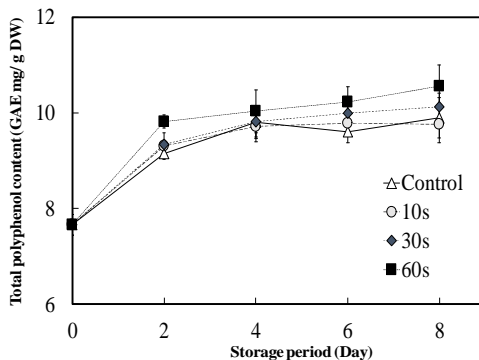 Total polyphenol content (GAE mg/ g DW)
12
10
8
6
0
2
4
6
8
Storage period (Day)
Control
10s
30s
60s